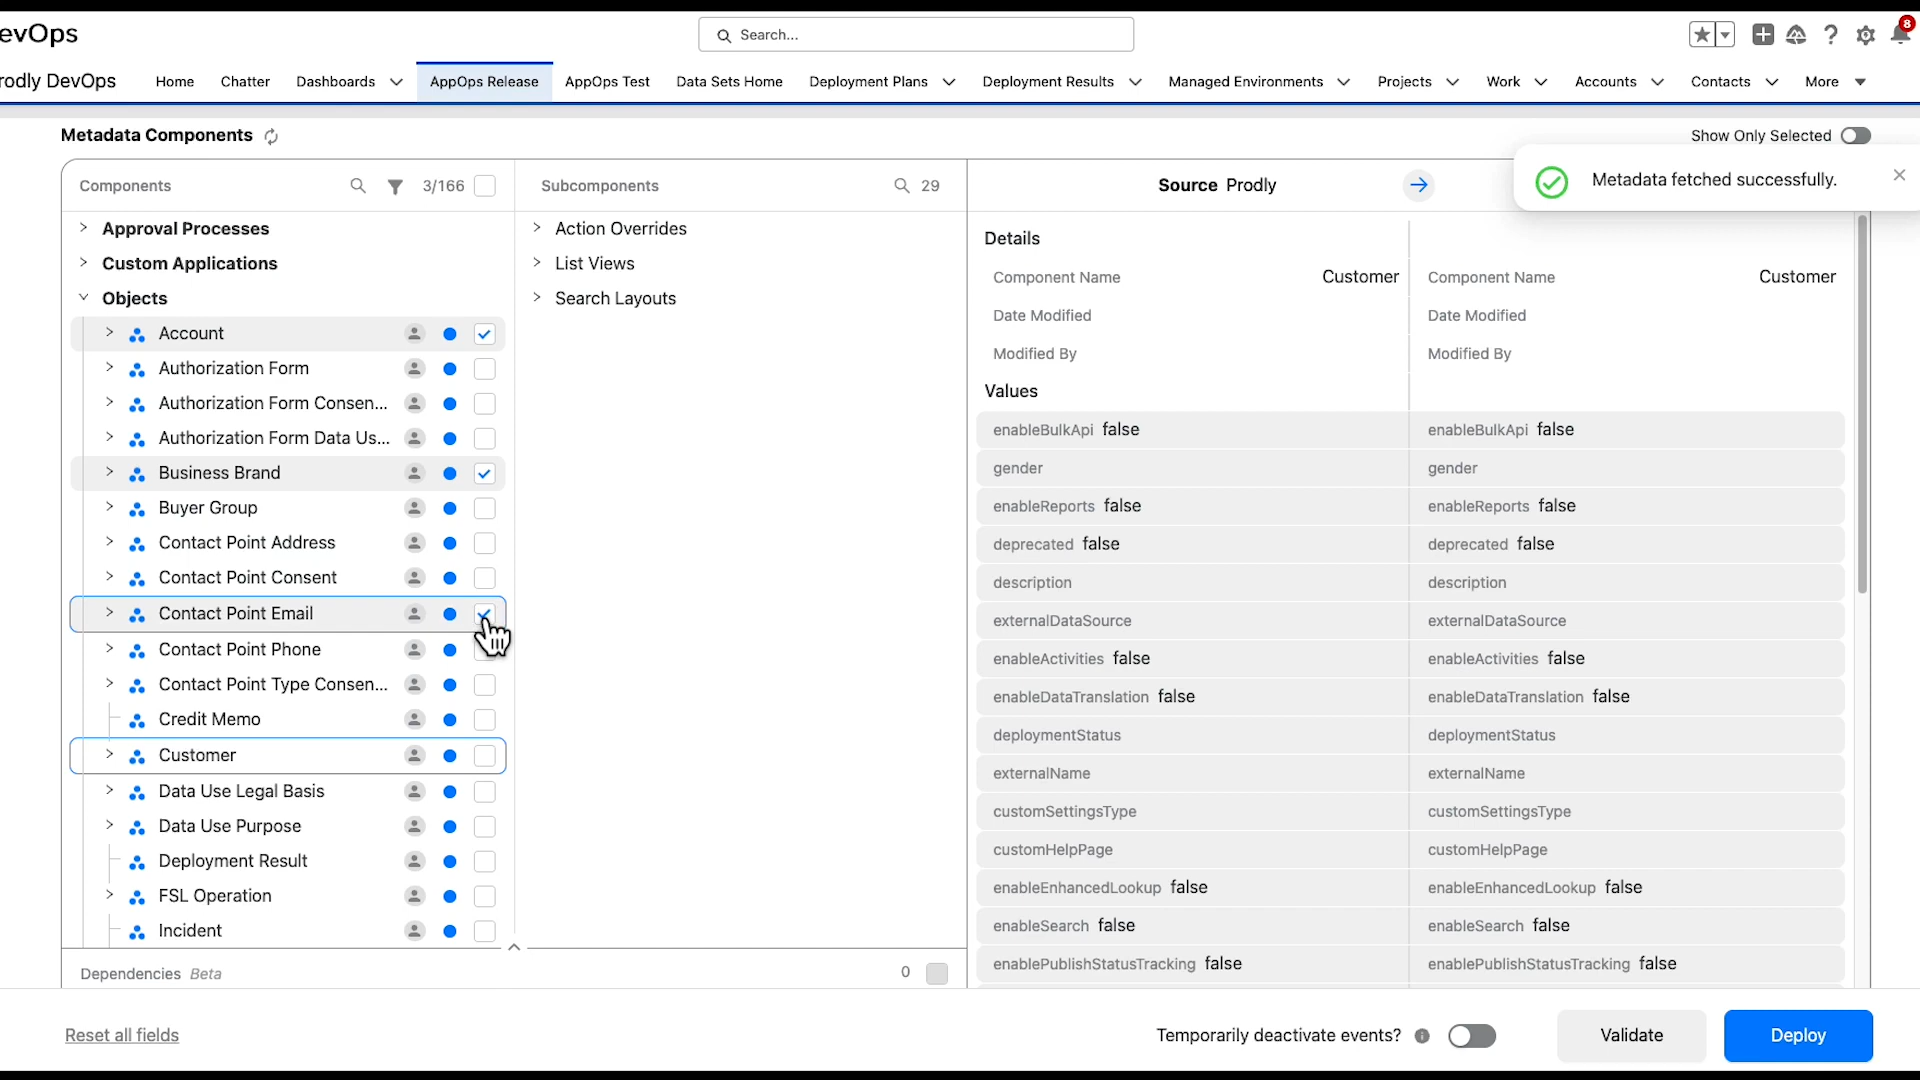 evOps
Search...
8
rodly DevOps
Home
Chatter
Dashboards
AppOps Release
AppOps Test
Data Sets Home
Deployment Plans
Deployment Results
Managed Environments
Projects
Work
Accounts
Contacts
More
Metadata Components
Show Only Selected
Metadata fetched successfully.
Components
3/166
Subcomponents
29
Source Prodly
Approval Processes
Custom Applications
Objects
Account
Authorization Form
Authorization Form Consen...
Authorization Form Data Us...
Business Brand
Buyer Group
Contact Point Address
Contact Point Consent
Contact Point Email
Contact Point Phone
Contact Point Type Consen...
Credit Memo
Customer
Data Use Legal Basis
Data Use Purpose
Deployment Result
FSL Operation
Incident
Action Overrides
List Views
Search Layouts
Details
Component Name Customer Component Name Customer
Date Modified Date Modified
Modified By Modified By
Values
enableBulkApi false enableBulkApi false
gender gender
enableReports false enableReports false
deprecated false deprecated false
description description
externalDataSource externalDataSource
enableActivities false enableActivities false
enableDataTranslation false enableDataTranslation false
deploymentStatus deploymentStatus
externalName externalName
customSettingsType customSettingsType
customHelpPage customHelpPage
enableEnhancedLookup false enableEnhancedLookup false
enableSearch false enableSearch false
enablePublishStatusTracking false enablePublishStatusTracking false
Dependencies Beta
0
Reset all fields
Temporarily deactivate events?
Validate
Deploy